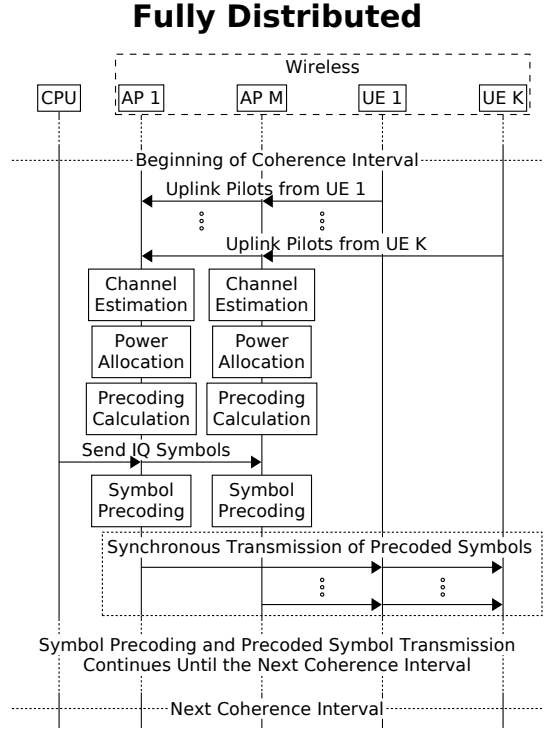 Fully Distributed
Wireless
CPU AP 1 AP M UE 1 UE K
Beginning of Coherence Interval
Uplink Pilots from UE 1
Uplink Pilots from UE K
Channel Channel
Estimation Estimation
Power Power
Allocation Allocation
Precoding Precoding
Calculation Calculation
Send IQ Symbols
Symbol Symbol
Precoding Precoding
Synchronous Transmission of Precoded Symbols
Symbol Precoding and Precoded Symbol Transmission
Continues Until the Next Coherence Interval
Next Coherence Interval